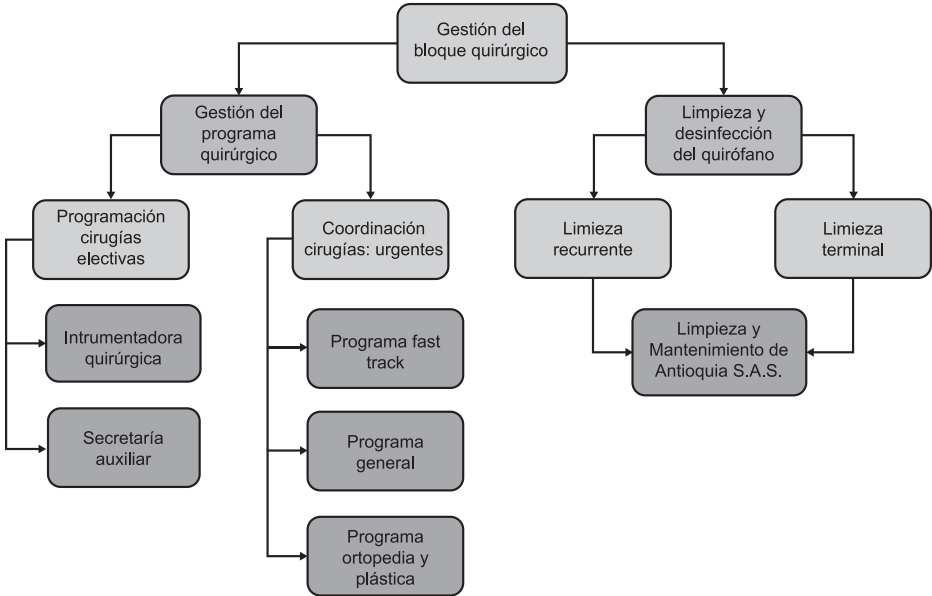 Gestión del
bloque quirúrgico
Gestión del
programa
quirúrgico
Limpieza y
desinfección
del quirófano
Programación
cirugías
electivas
Coordinación
cirugías: urgentes
Limieza
recurrente
Limieza
terminal
Intrumentadora
quirúrgica
Secretaría
auxiliar
Programa fast
track
Programa
general
Programa
ortopedia y
plástica
Limpieza y
Mantenimiento de
Antioquia S.A.S.